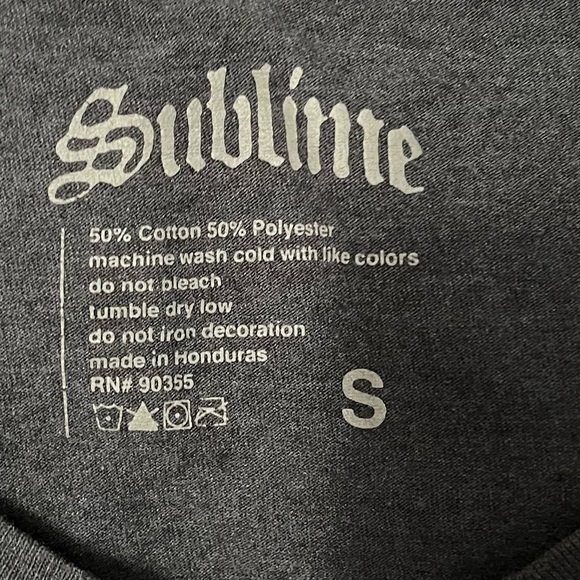 Sublime
50% Cotton 50% Polyester
machine wash cold with like colors
do not bleach
tumble dry low
do not iron decoration
made in Honduras
RN# 90355
S